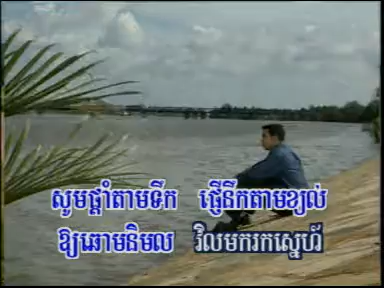 សូមផ្ដាំតាមទឹក ផ្ញើនឹកតាមខ្យល់
ឱ្យឆោមនិមល វិលមករកស្នេហ៍